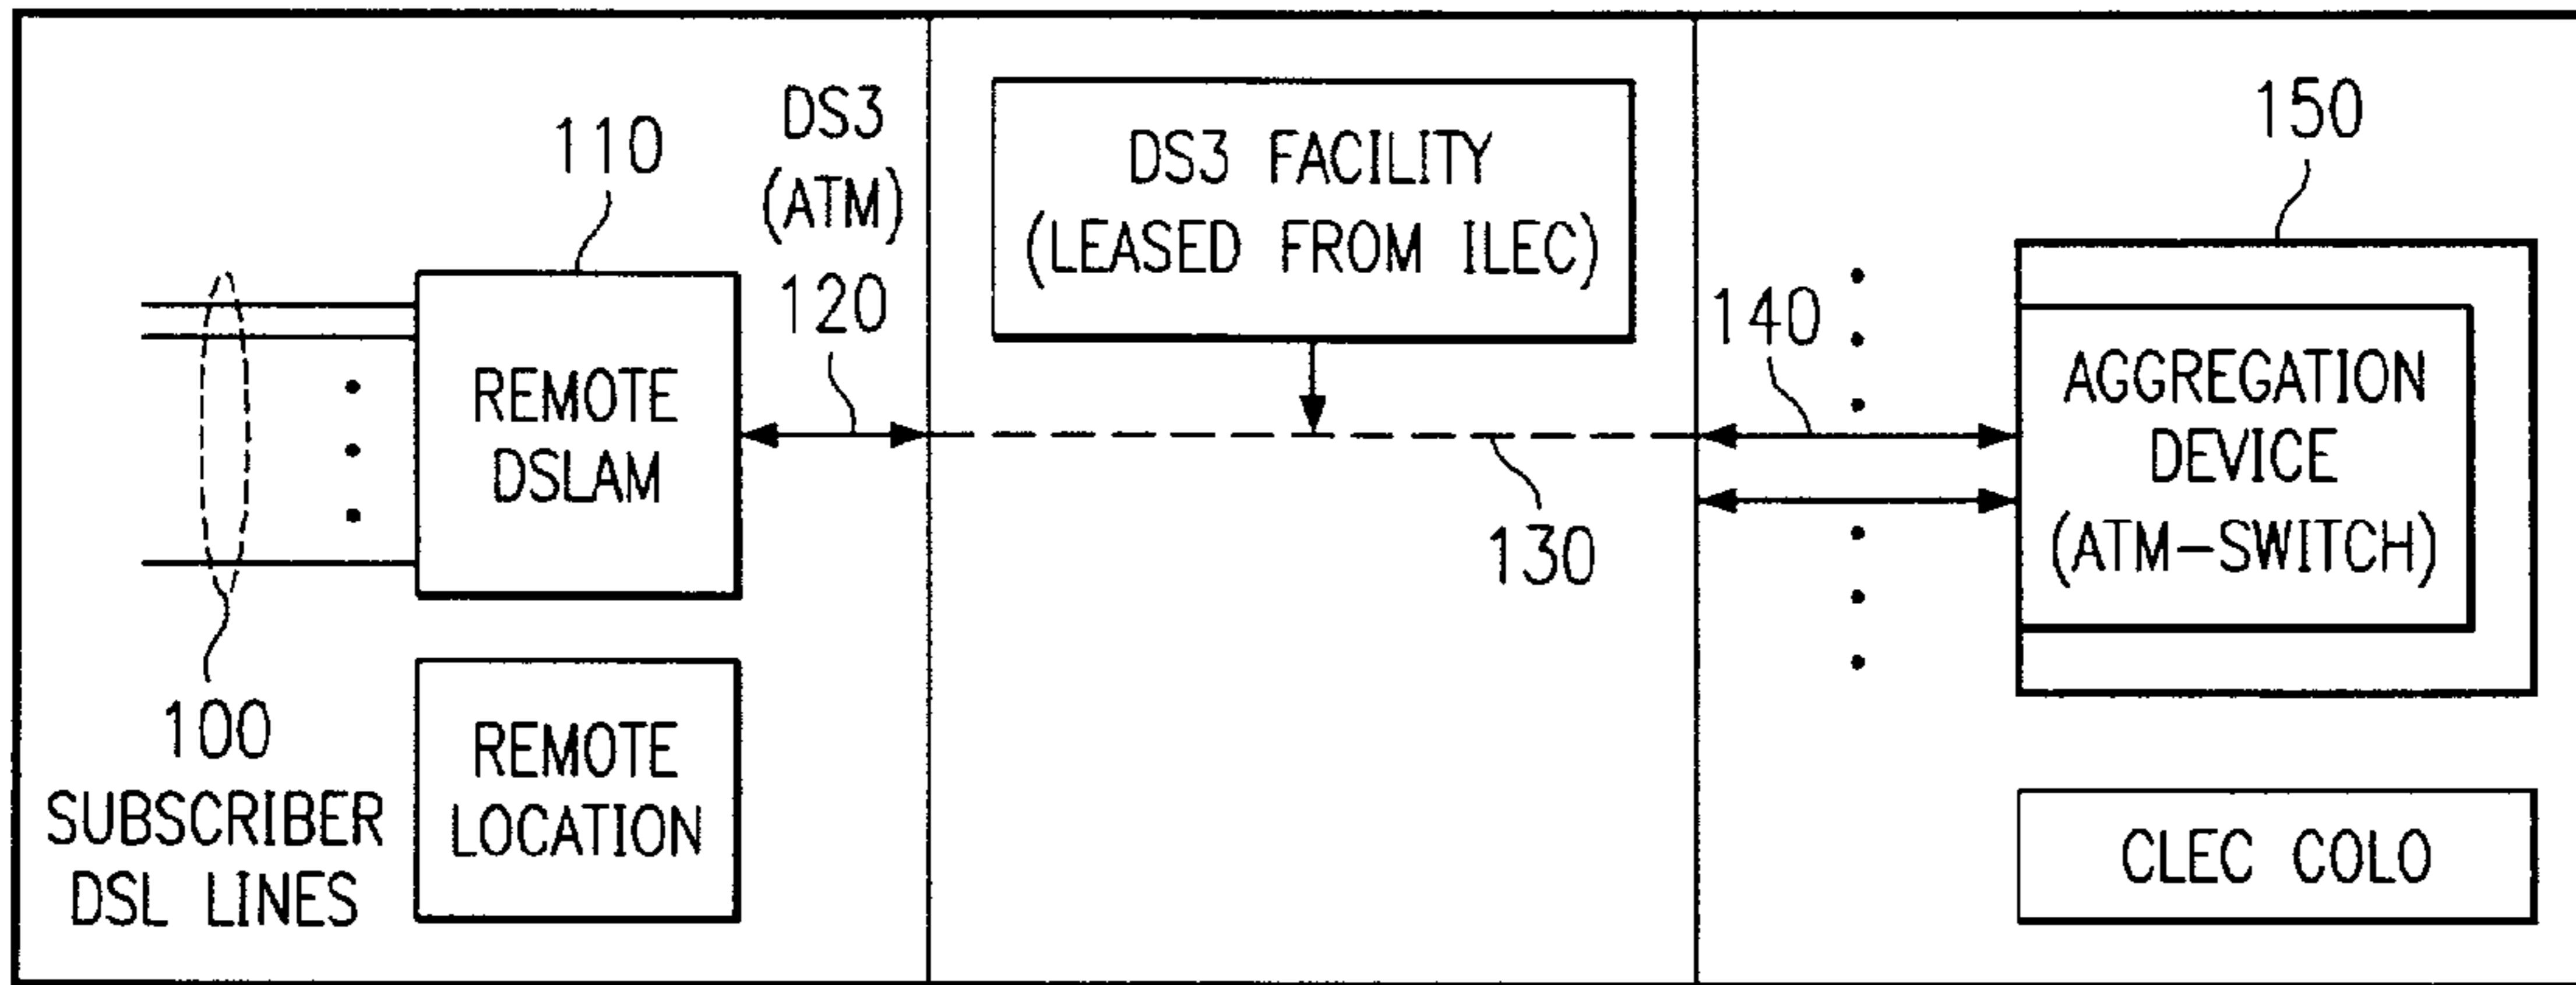 110
DS3
(ATM)
120
REMOTE
DSLAM
100
SUBSCRIBER
DSL LINES
REMOTE
LOCATION
DS3 FACILITY
(LEASED FROM ILEC)
130
140
150
AGGREGATION
DEVICE
(ATM-SWITCH)
CLEC COLO